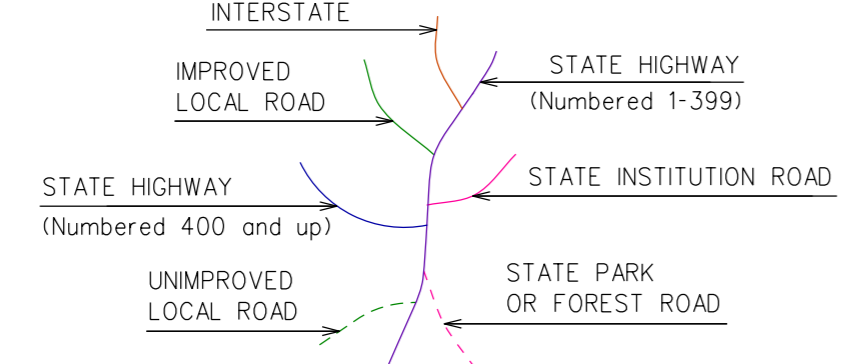 INTERSTATE
IMPROVED
LOCAL ROAD
STATE HIGHWAY
(Numbered 1-399)
STATE HIGHWAY
(Numbered 400 and up)
STATE INSTITUTION ROAD
UNIMPROVED
LOCAL ROAD
STATE PARK
OR FOREST ROAD